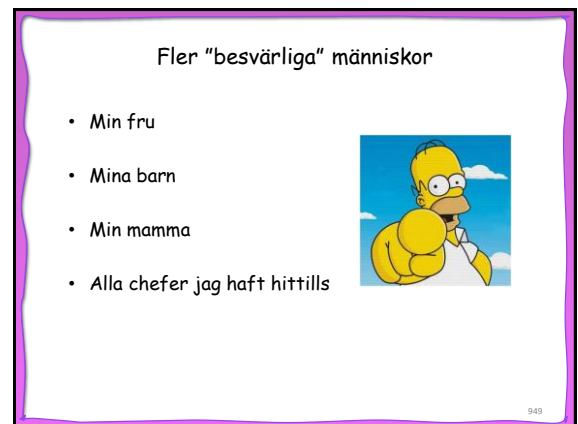 Fler ”besvärliga” människor
• Min fru
• Mina barn
• Min mamma
• Alla chefer jag haft hittills
949